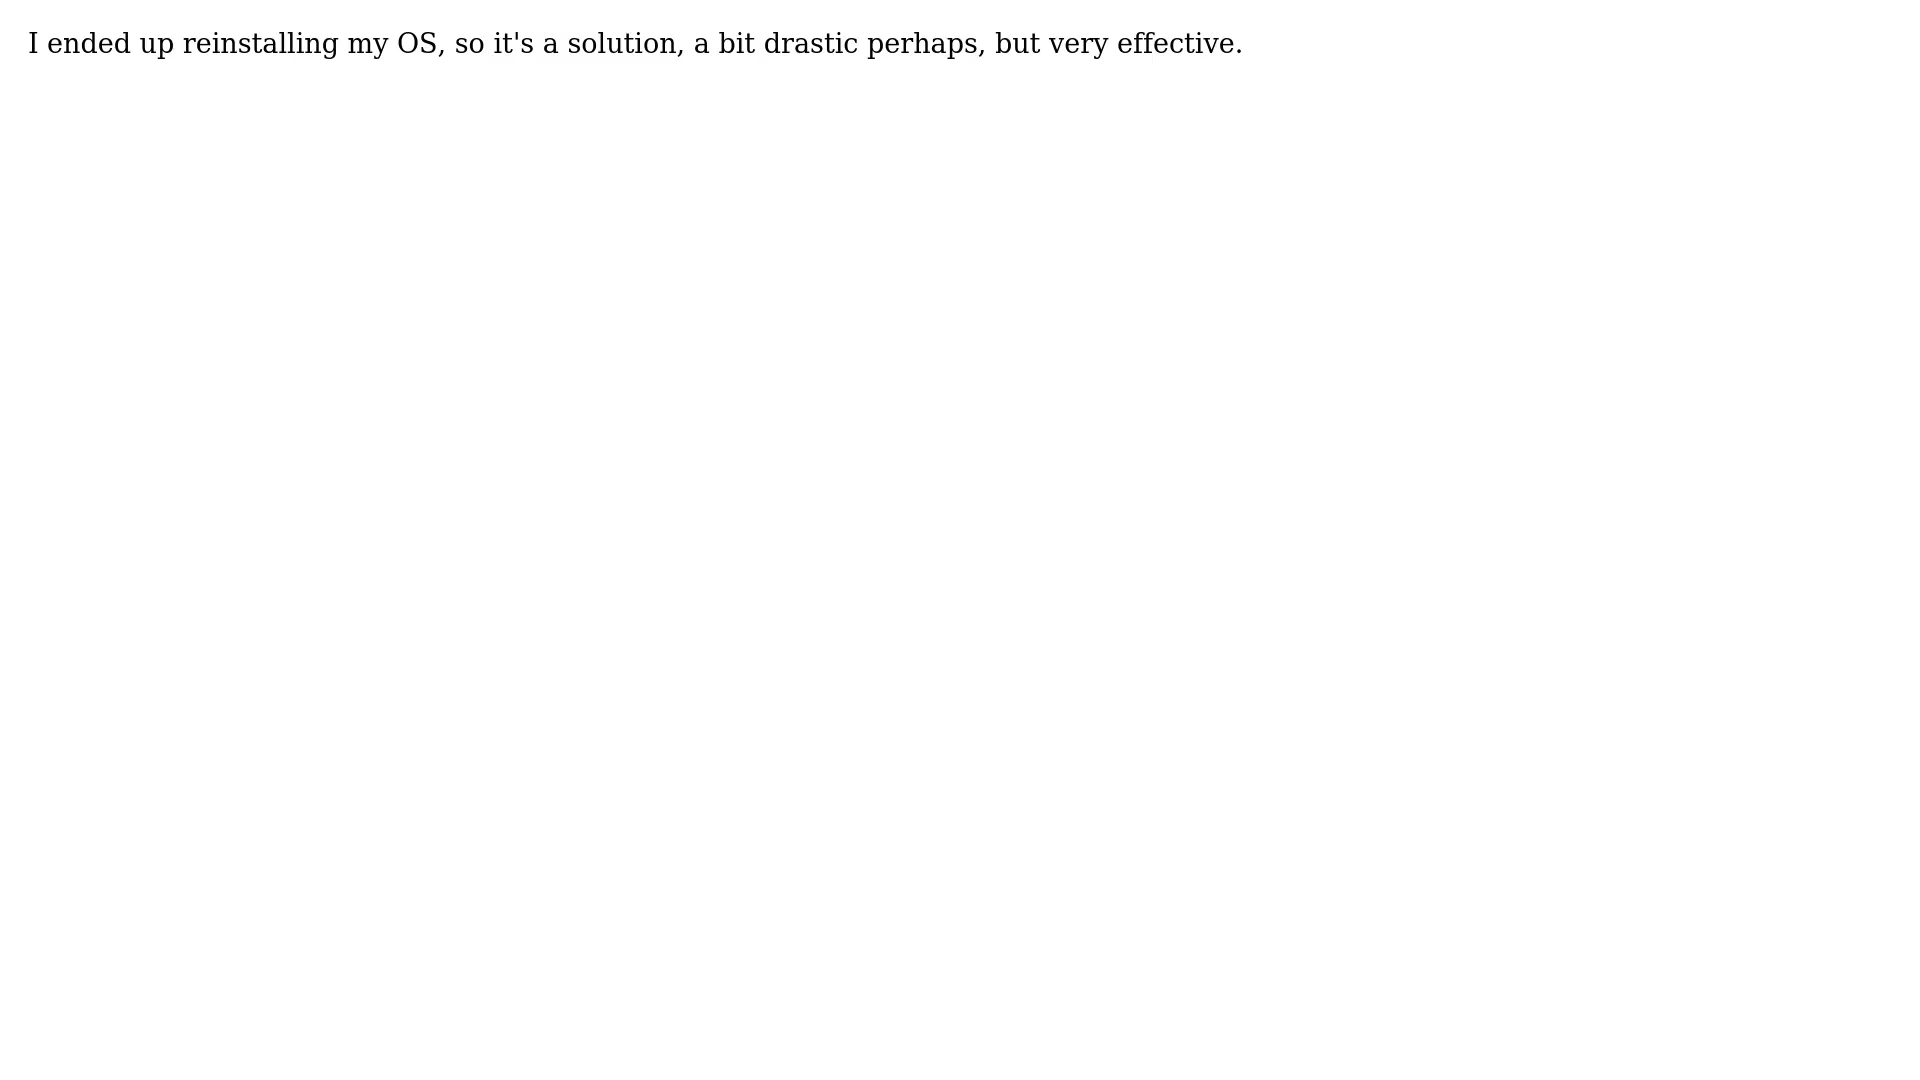 I ended up reinstalling my OS, so it's a solution, a bit drastic perhaps, but very effective.